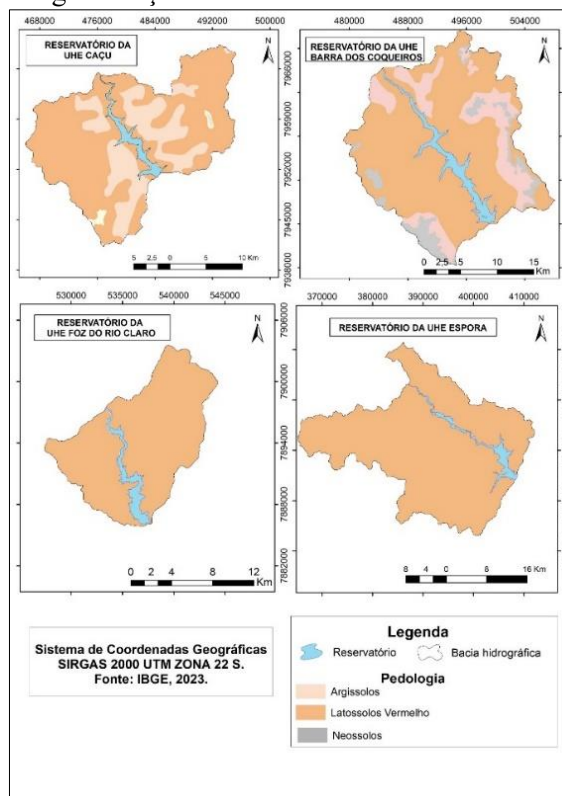 468000 476000 484000 492000 500000
RESERVATÓRIO DA
UHE CAÇU
N
7966000
7959000
7952000
7945000
7938000
5 2.5 0 5 10 Km
480000 488000 496000 504000
RESERVATÓRIO DA UHE
BARRA DOS COQUEIROS
N
0 2.5 5 10 15
Km
530000 535000 540000 545000
RESERVATÓRIO DA
UHE FOZ DO RIO CLARO
N
7906000
7900000
7894000
7888000
7882000
0 2 4 8 12
Km
370000 380000 390000 400000 410000
RESERVATÓRIO DA UHE ESPORA
N
8 4 0 8 16
Km
Sistema de Coordenadas Geográficas
SIRGAS 2000 UTM ZONA 22 S.
Fonte: IBGE, 2023.
Legenda
Reservatório Bacia hidrográfica
Pedologia
Argissolos
Latossolos Vermelho
Neossolos